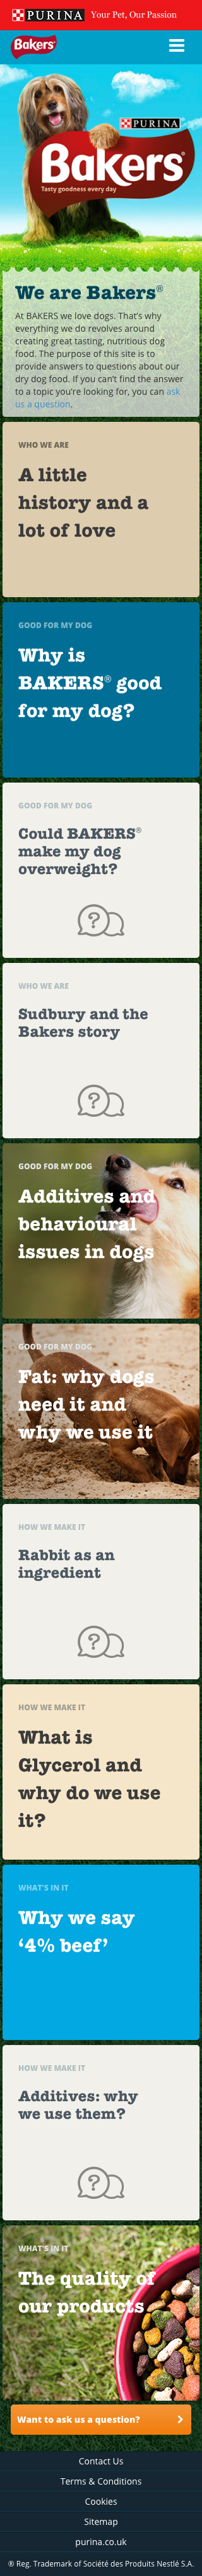 PURINA Your Pet, Our Passion
Bakers®
PURINA
Bakers®
Tasty goodness every day
We are Bakers®
At BAKERS we love dogs. That's why
everything we do revolves around
creating great tasting, nutritious dog
food. The purpose of this site is to
provide answers to questions about our
dry dog food. If you can't find the answer
to a topic you're looking for, you can ask
us a question.
WHO WE ARE
A little
history and a
lot of love
GOOD FOR MY DOG
Why is
BAKERS® good
for my dog?
GOOD FOR MY DOG
Could BAKERS®
make my dog
overweight?
WHO WE ARE
Sudbury and the
Bakers story
GOOD FOR MY DOG
Additives and
behavioural
issues in dogs
GOOD FOR MY DOG
Fat: why dogs
need it and
why we use it
HOW WE MAKE IT
Rabbit as an
ingredient
HOW WE MAKE IT
What is
Glycerol and
why do we use
it?
WHAT'S IN IT
Why we say
‘4% beef’
HOW WE MAKE IT
Additives: why
we use them?
WHAT'S IN IT
The quality of
our products
Want to ask us a question?
Contact Us
Terms & Conditions
Cookies
Sitemap
purina.co.uk
® Reg. Trademark of Société des Produits Nestlé S.A.